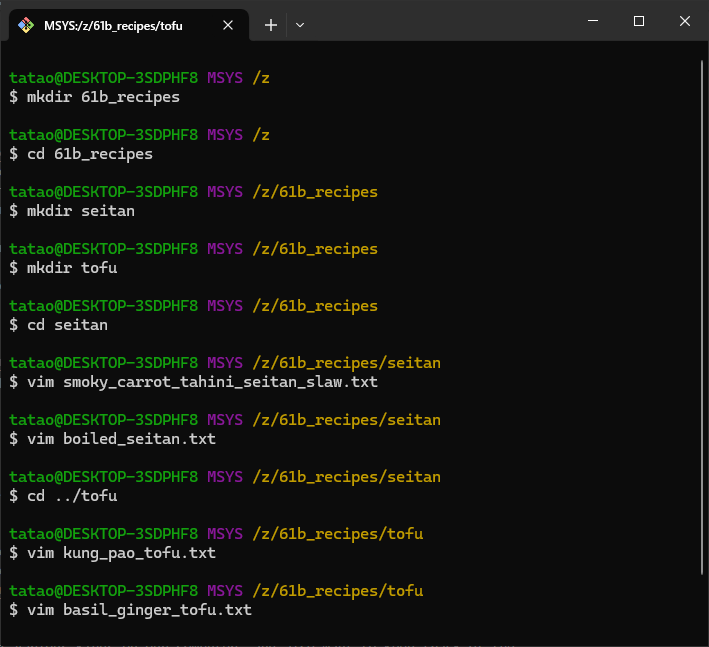 MSYS:/z/61b_recipes/tofu
tatao@DESKTOP-3SDPHF8 MSYS /z
$ mkdir 61b_recipes
tatao@DESKTOP-3SDPHF8 MSYS /z
$ cd 61b_recipes
tatao@DESKTOP-3SDPHF8 MSYS /z/61b_recipes
$ mkdir seitan
tatao@DESKTOP-3SDPHF8 MSYS /z/61b_recipes
$ mkdir tofu
tatao@DESKTOP-3SDPHF8 MSYS /z/61b_recipes
$ cd seitan
tatao@DESKTOP-3SDPHF8 MSYS /z/61b_recipes/seitan
$ vim smoky_carrot_tahini_seitan_slaw.txt
tatao@DESKTOP-3SDPHF8 MSYS /z/61b_recipes/seitan
$ vim boiled_seitan.txt
tatao@DESKTOP-3SDPHF8 MSYS /z/61b_recipes/seitan
$ cd ../tofu
tatao@DESKTOP-3SDPHF8 MSYS /z/61b_recipes/tofu
$ vim kung_pao_tofu.txt
tatao@DESKTOP-3SDPHF8 MSYS /z/61b_recipes/tofu
$ vim basil_ginger_tofu.txt